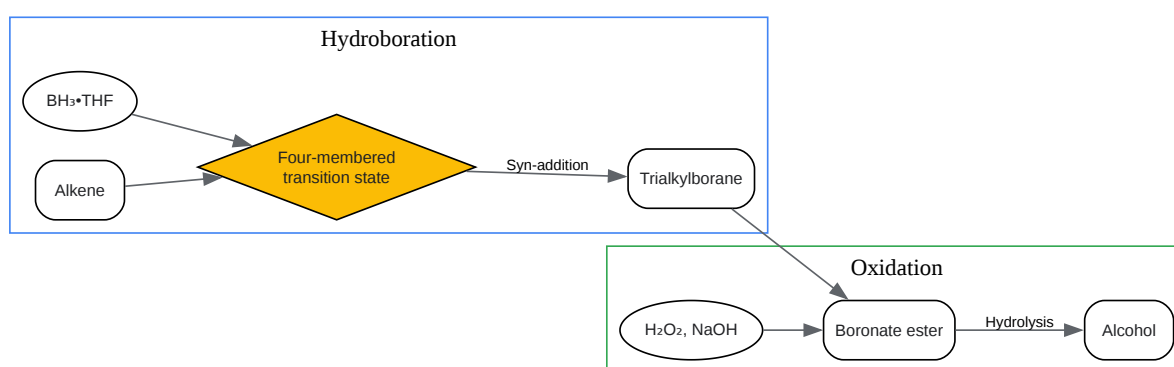 Hydroboration
BH₃•THF
Four-membered
transition state
Alkene
Syn-addition
Trialkylborane
Oxidation
H₂O₂, NaOH
Boronate ester
Hydrolysis
Alcohol